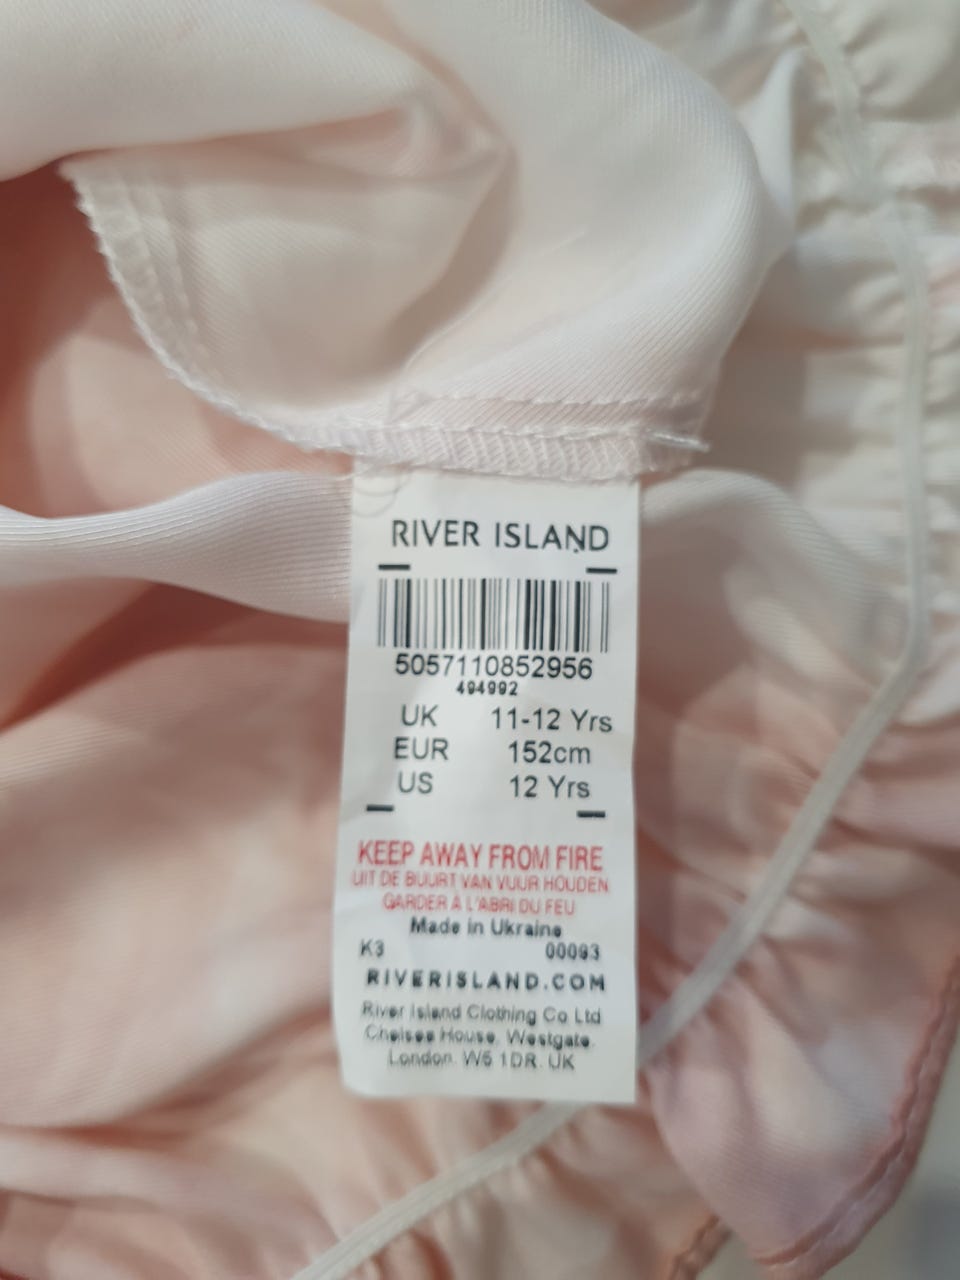 RIVER ISLAND
5057110852956
494992
UK 11-12 Yrs
EUR 152cm
US 12 Yrs
KEEP AWAY FROM FIRE
UIT DE BUURT VAN VUUR HOUDEN
GARDER À L'ABRI DU FEU
Made in Ukraine
K3 00093
RIVERISLAND.COM
River Island Clothing Co Ltd
Chelsea House, Westgate,
London. W5 1DR. UK